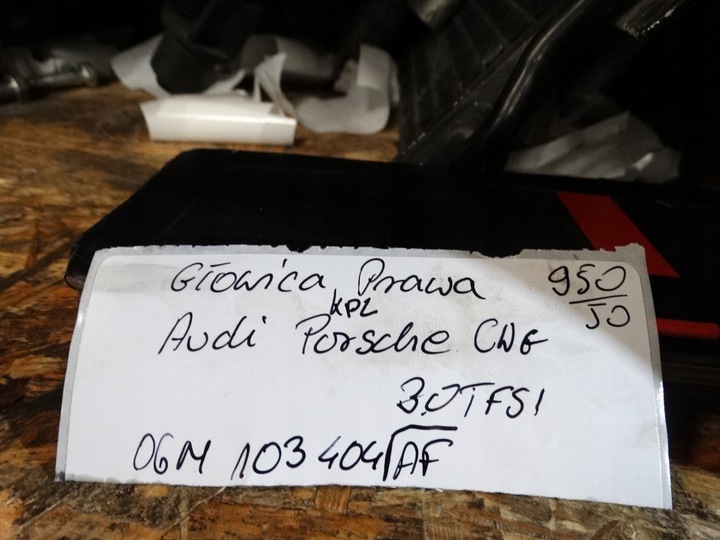 Głowica Prawa 950
KPL 50
Audi Porsche CWG
3.0TFSI
06M 103 404 AF